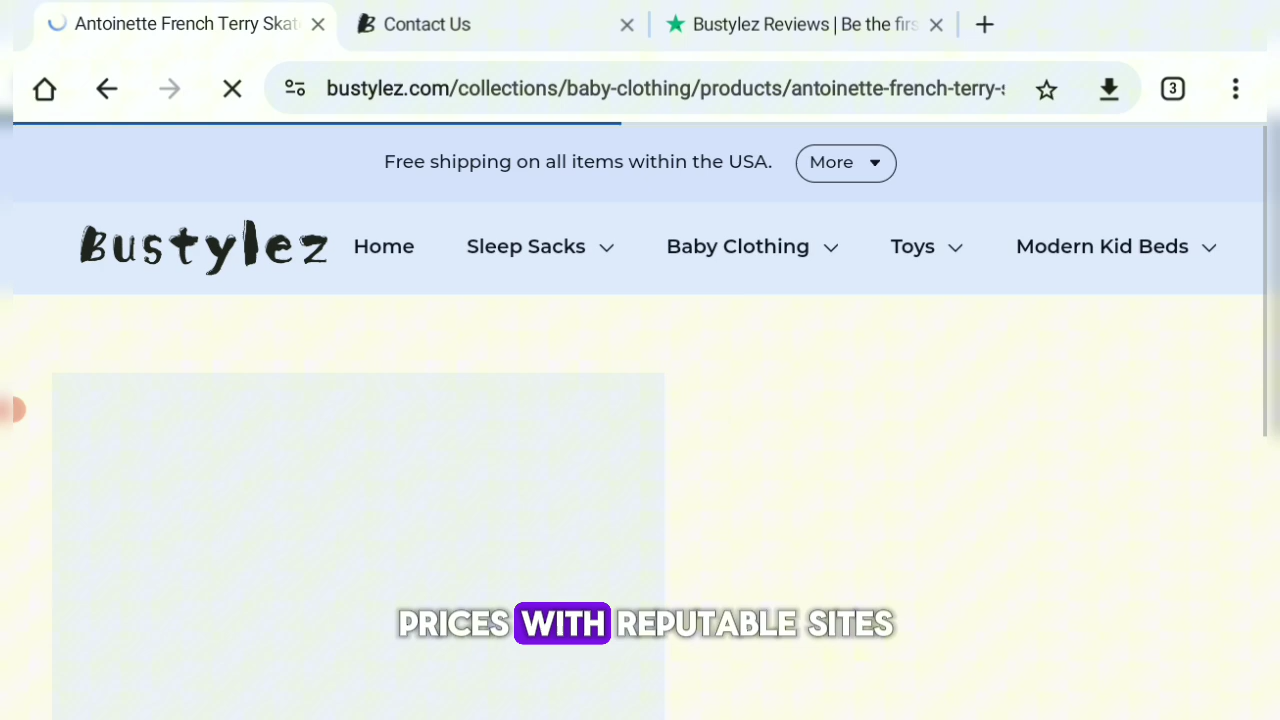 Antoinette French Terry Skat
Contact Us
Bustylez Reviews | Be the firs
bustylez.com/collections/baby-clothing/products/antoinette-french-terry-s
3
Free shipping on all items within the USA.
More
Bustylez
Home
Sleep Sacks
Baby Clothing
Toys
Modern Kid Beds
PRICES WITH REPUTABLE SITES